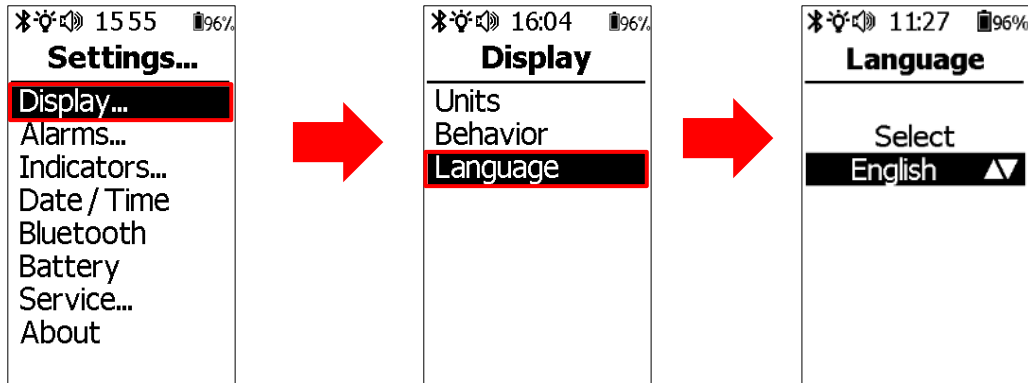 15 55 96%
Settings...
Display...
Alarms...
Indicators...
Date / Time
Bluetooth
Battery
Service...
About
16:04 96%
Display
Units
Behavior
Language
11:27 96%
Language
Select
English